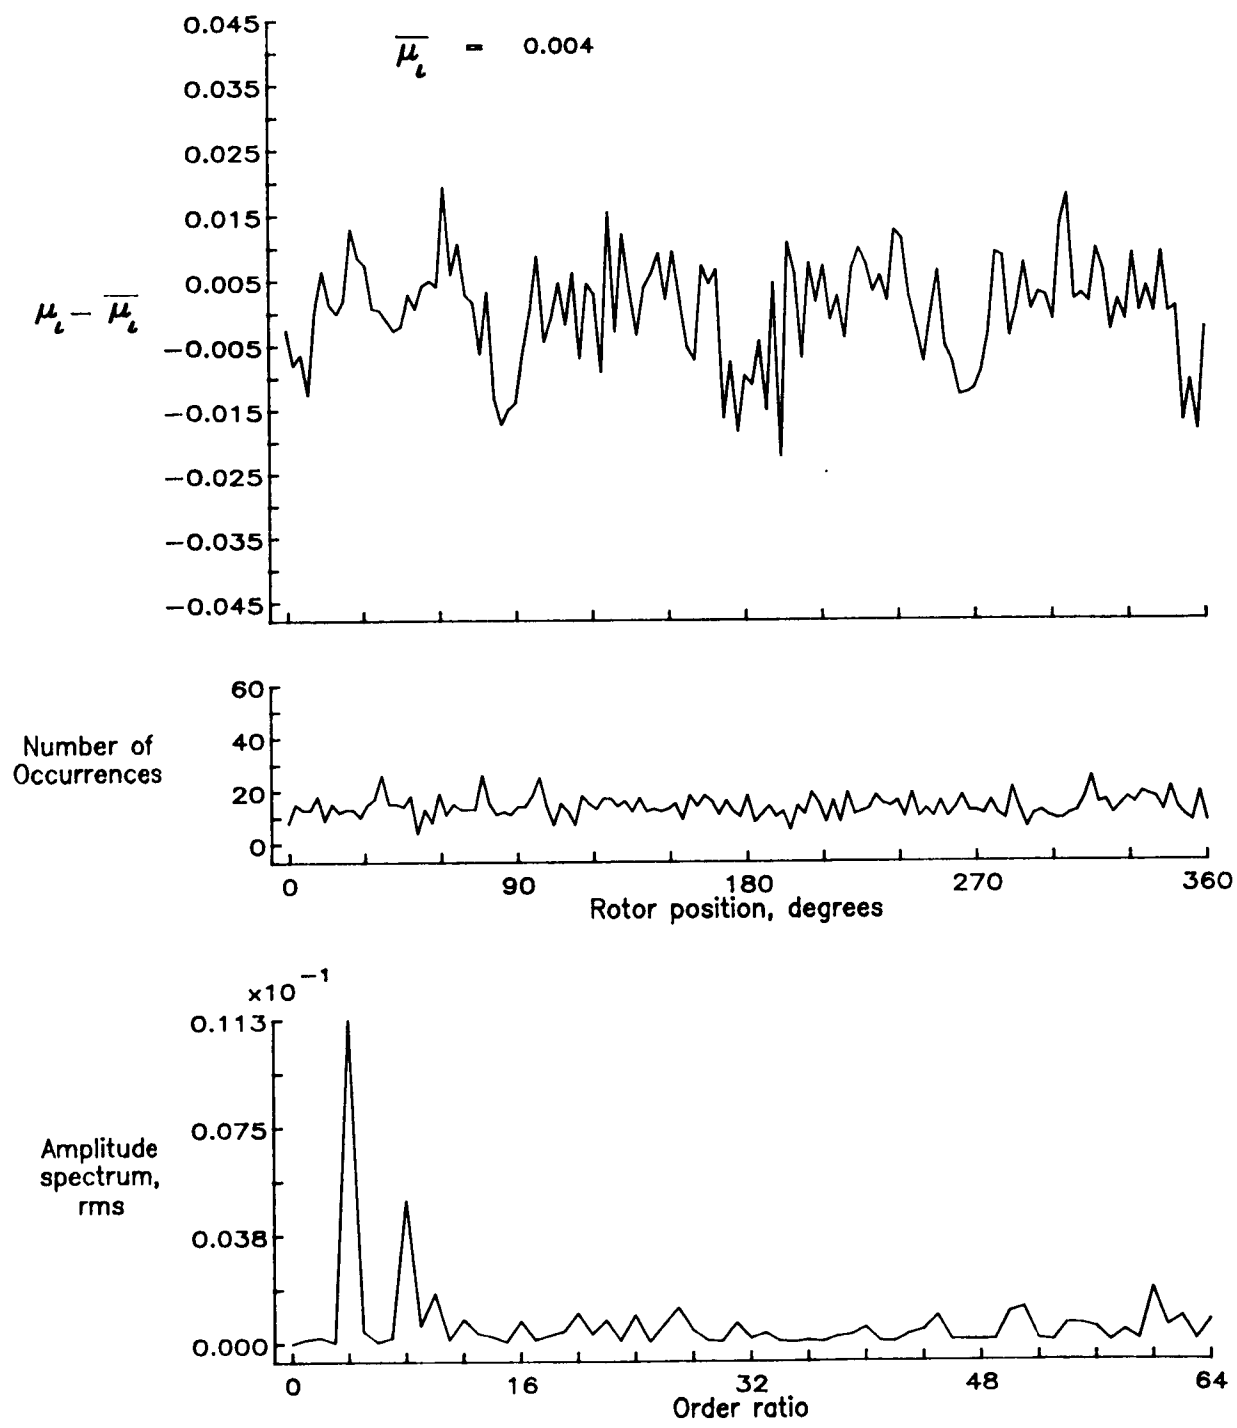 0.045
0.035
0.025
0.015
0.005
−0.005
−0.015
−0.025
−0.035
−0.045
μ̅ι = 0.004
μι − μ̅ι
60
40
20
0
Number of
Occurrences
0 90 180 270 360
Rotor position, degrees
×10 −1
0.113
0.075
0.038
0.000
Amplitude
spectrum,
rms
0 16 32 48 64
Order ratio